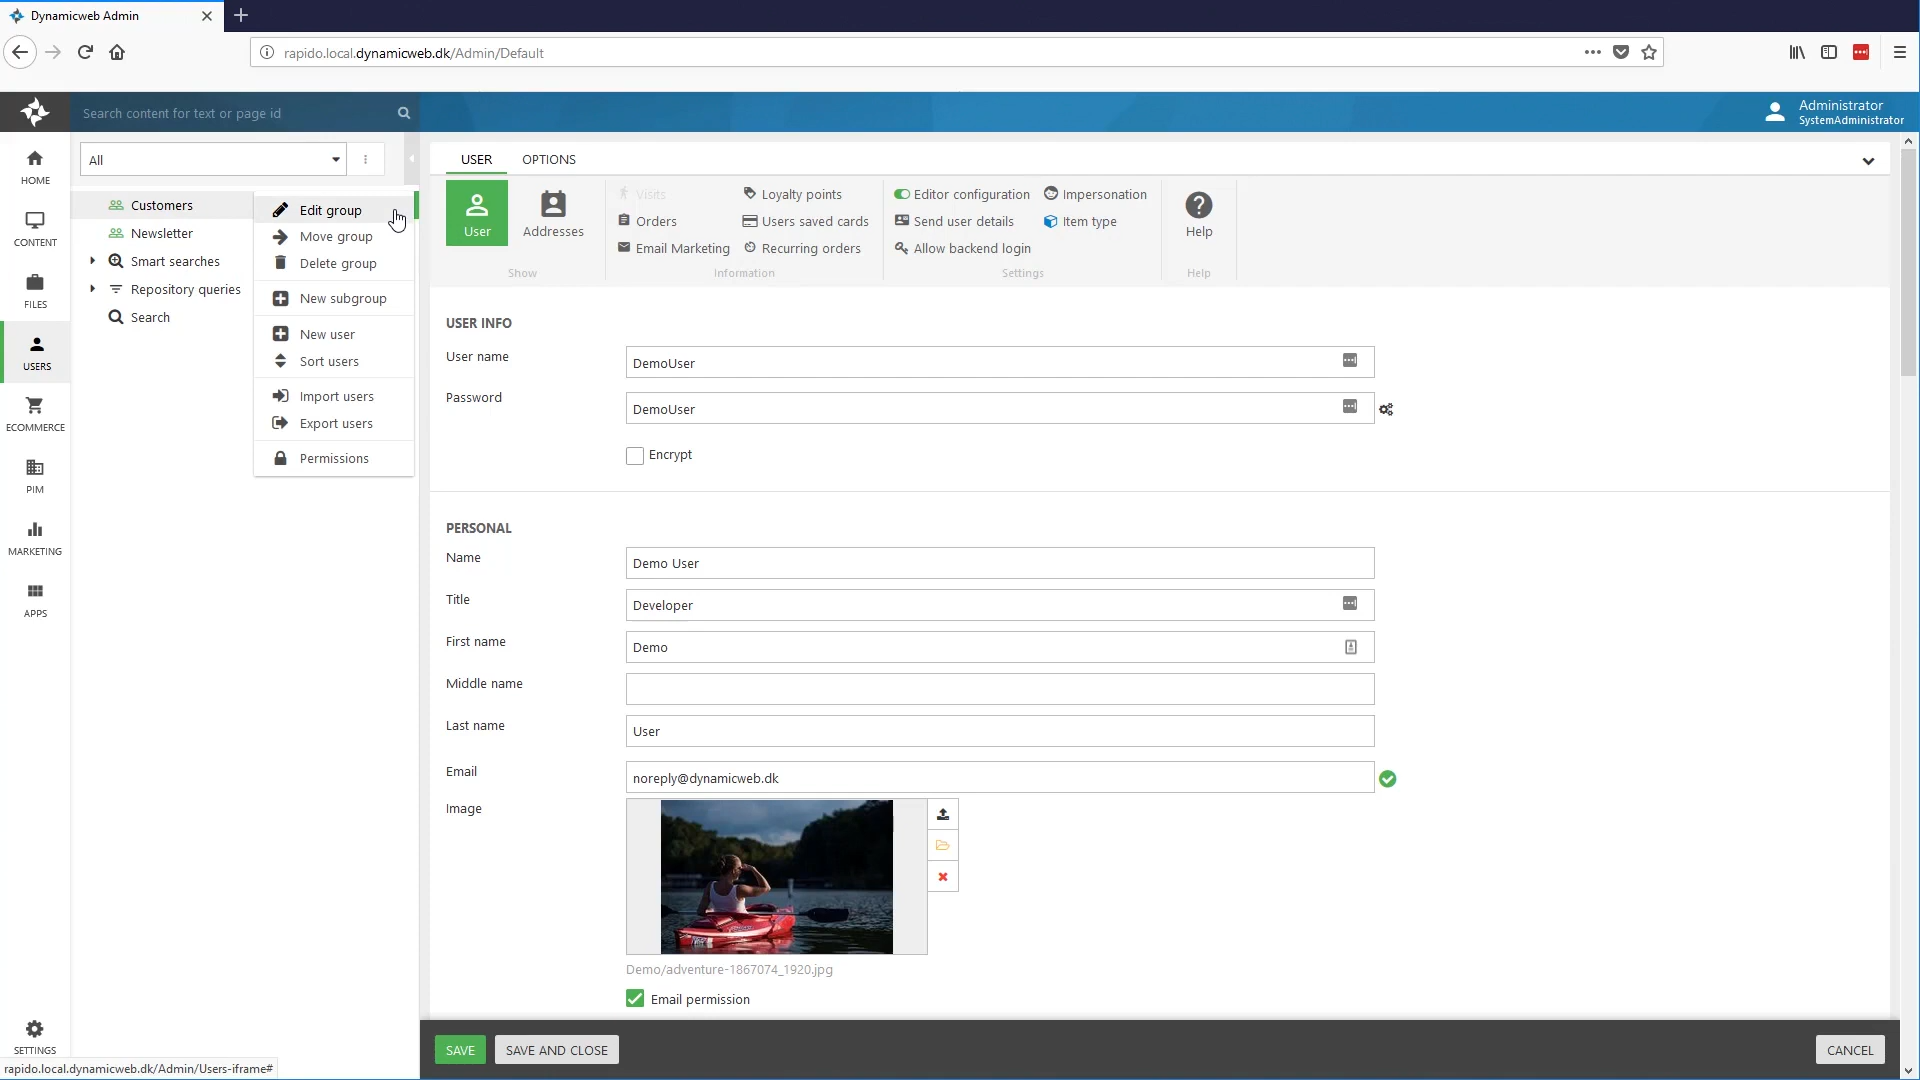 Dynamicweb Admin
rapido.local.dynamicweb.dk/Admin/Default
Search content for text or page id
Administrator
SystemAdministrator
HOME
CONTENT
FILES
USERS
ECOMMERCE
PIM
MARKETING
APPS
SETTINGS
All
Customers
Newsletter
Smart searches
Repository queries
Search
Edit group
Move group
Delete group
New subgroup
New user
Sort users
Import users
Export users
Permissions
USER OPTIONS
User
Addresses
Show
Visits
Orders
Email Marketing
Loyalty points
Users saved cards
Recurring orders
Information
Editor configuration
Send user details
Allow backend login
Impersonation
Item type
Settings
Help
Help
USER INFO
User name
DemoUser
Password
DemoUser
Encrypt
PERSONAL
Name
Demo User
Title
Developer
First name
Demo
Middle name
Last name
User
Email
noreply@dynamicweb.dk
Image
Demo/adventure-1867074_1920.jpg
Email permission
SAVE
SAVE AND CLOSE
CANCEL
rapido.local.dynamicweb.dk/Admin/Users-iframe#